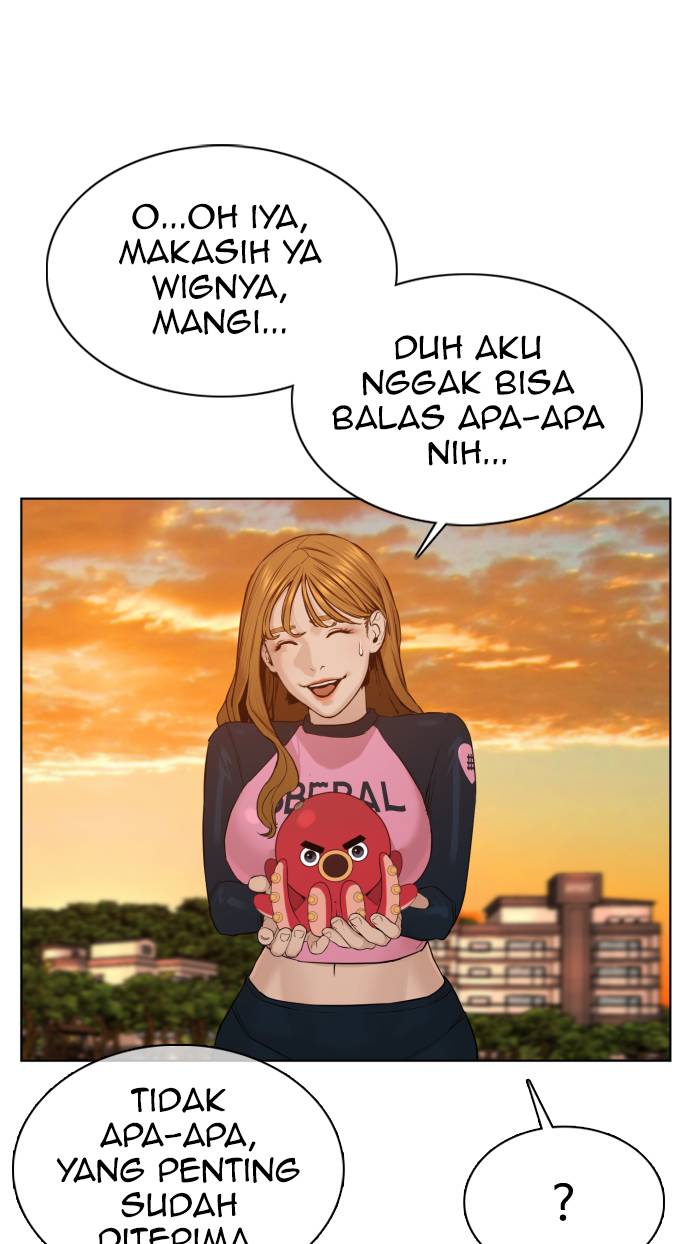 O...OH IYA,
MAKASIH YA
WIGNYA,
MANGI...
DUH AKU
NGGAK BISA
BALAS APA-APA
NIH...
TIDAK
APA-APA,
YANG PENTING
SUDAH
DITERIMA
?